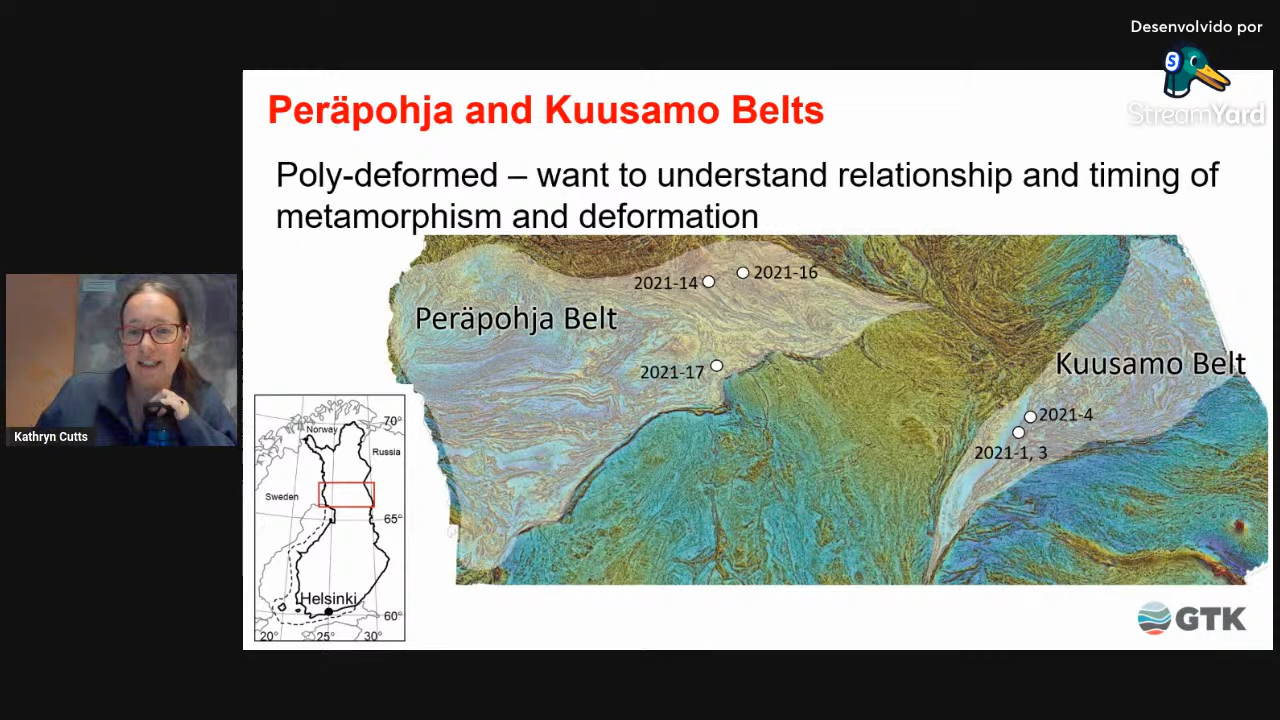 Desenvolvido por
S
StreamYard
Peräpohja and Kuusamo Belts
Poly-deformed – want to understand relationship and timing of
metamorphism and deformation
2021-14
2021-16
Peräpohja Belt
2021-17
Kuusamo Belt
2021-4
2021-1, 3
Kathryn Cutts
Norway
70°
Russia
Sweden
65°
Helsinki
60°
20°
25°
30°
GTK